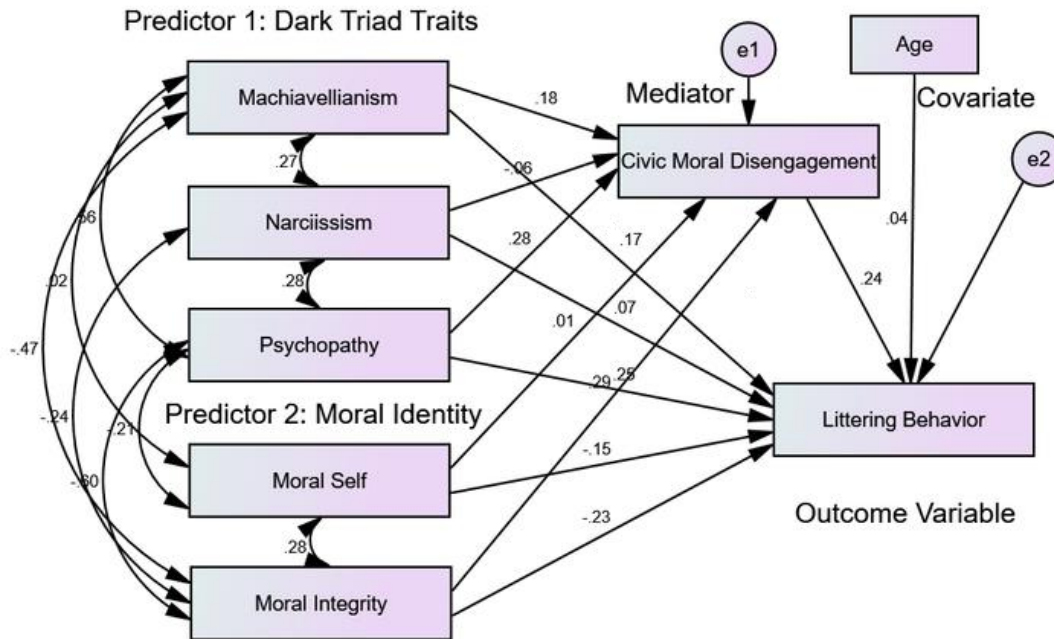 Predictor 1: Dark Triad Traits
e1
Age
Machiavellianism
Mediator
Covariate
.18
Civic Moral Disengagement
e2
.27
-.06
Narciissism
.56
.28
.17
.04
.28
.24
.02
.01
.07
Psychopathy
-.47
.29
.25
-.24
-.21
Predictor 2: Moral Identity
Littering Behavior
-.15
Moral Self
-.60
-.23
Outcome Variable
.28
Moral Integrity